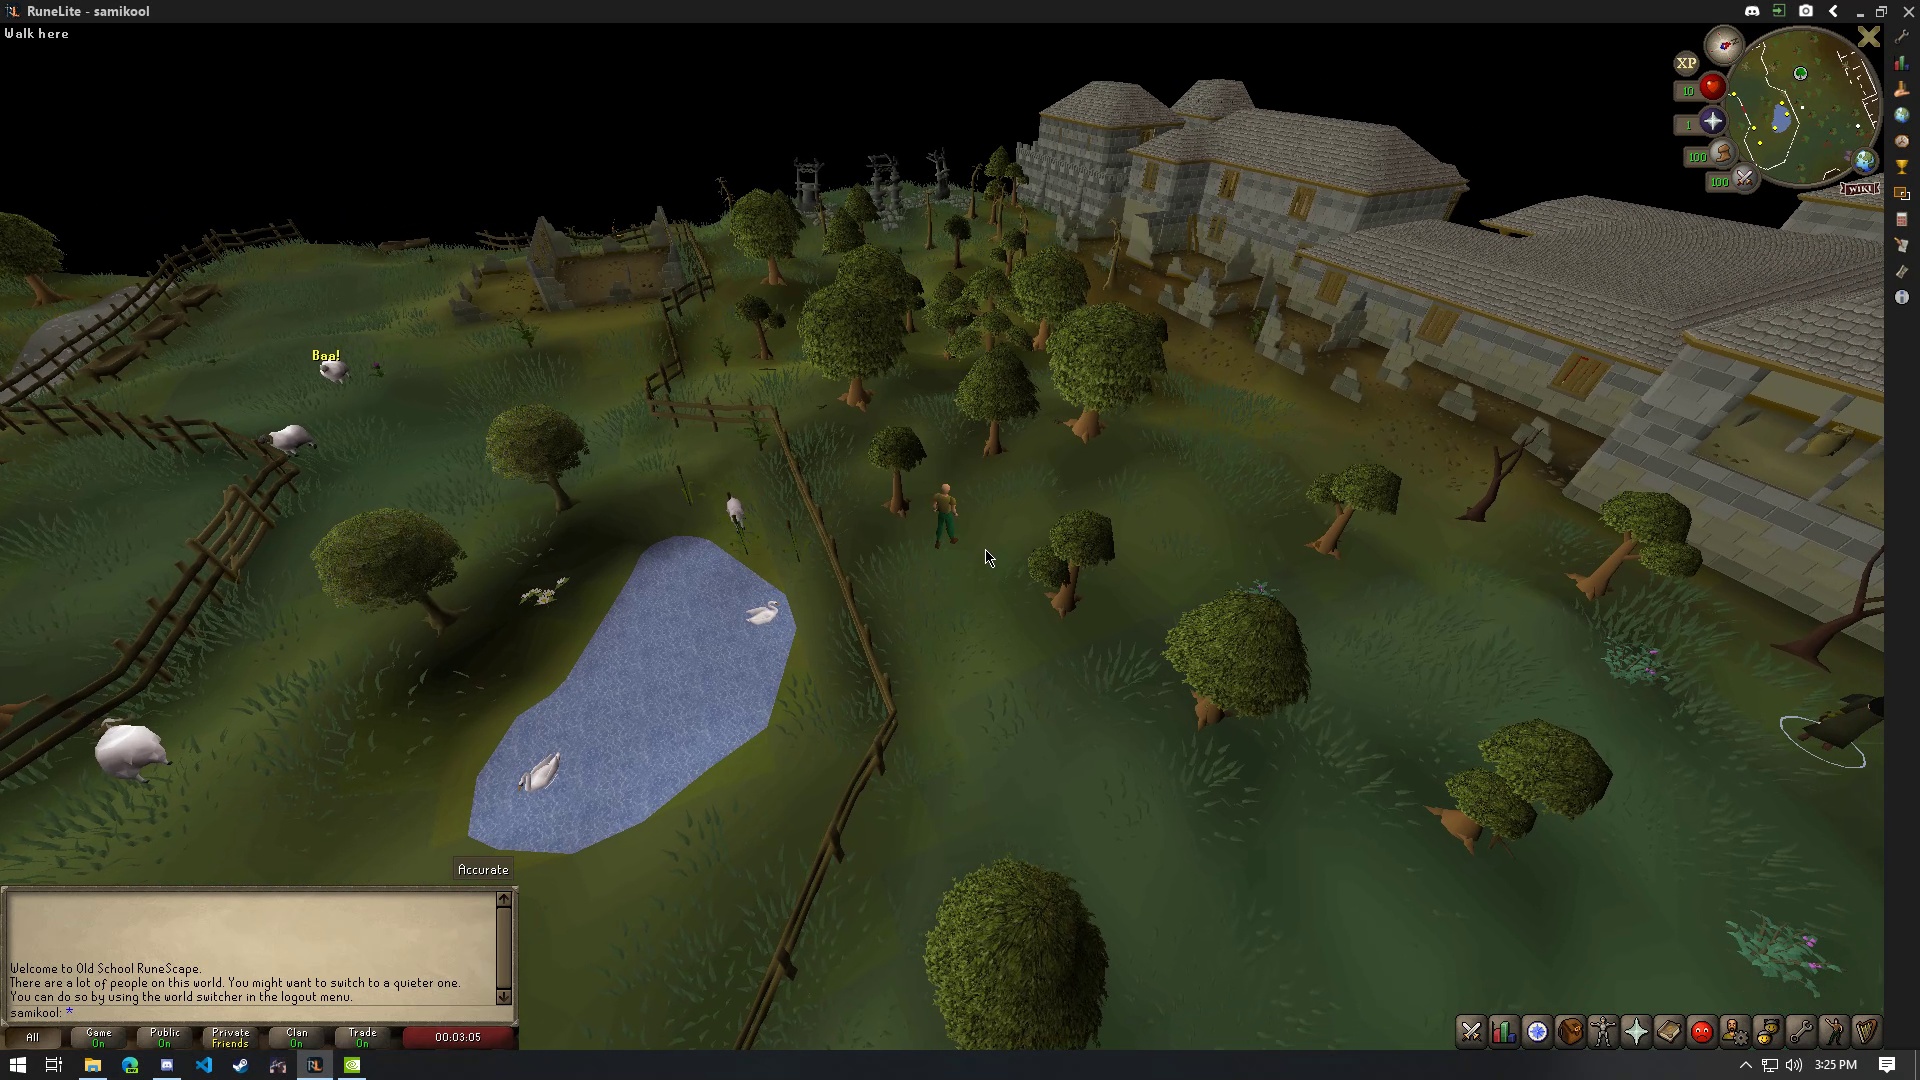 RuneLite - samikool
Walk here
XP
10
1
100
100
WIKI
Baa!
Accurate
Welcome to Old School RuneScape.
There are a lot of people on this world. You might want to switch to a quieter one.
You can do so by using the world switcher in the logout menu.
samikool: *
All
Game
On
Public
On
Private
Friends
Clan
On
Trade
On
00:03:05
3:25 PM